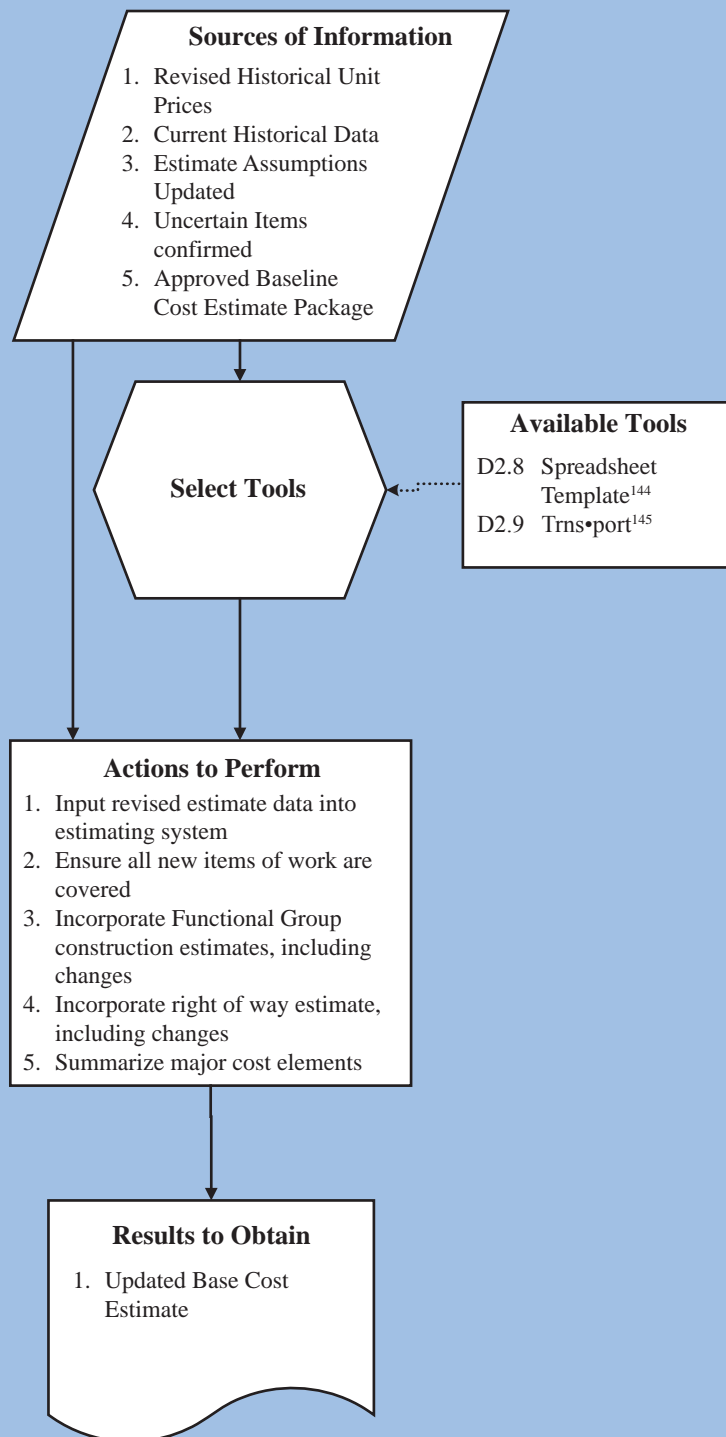 Sources of Information
1. Revised Historical Unit
Prices
2. Current Historical Data
3. Estimate Assumptions
Updated
4. Uncertain Items
confirmed
5. Approved Baseline
Cost Estimate Package
Select Tools
Available Tools
D2.8 Spreadsheet
Template144
D2.9 Trns•port145
Actions to Perform
1. Input revised estimate data into
estimating system
2. Ensure all new items of work are
covered
3. Incorporate Functional Group
construction estimates, including
changes
4. Incorporate right of way estimate,
including changes
5. Summarize major cost elements
Results to Obtain
1. Updated Base Cost
Estimate